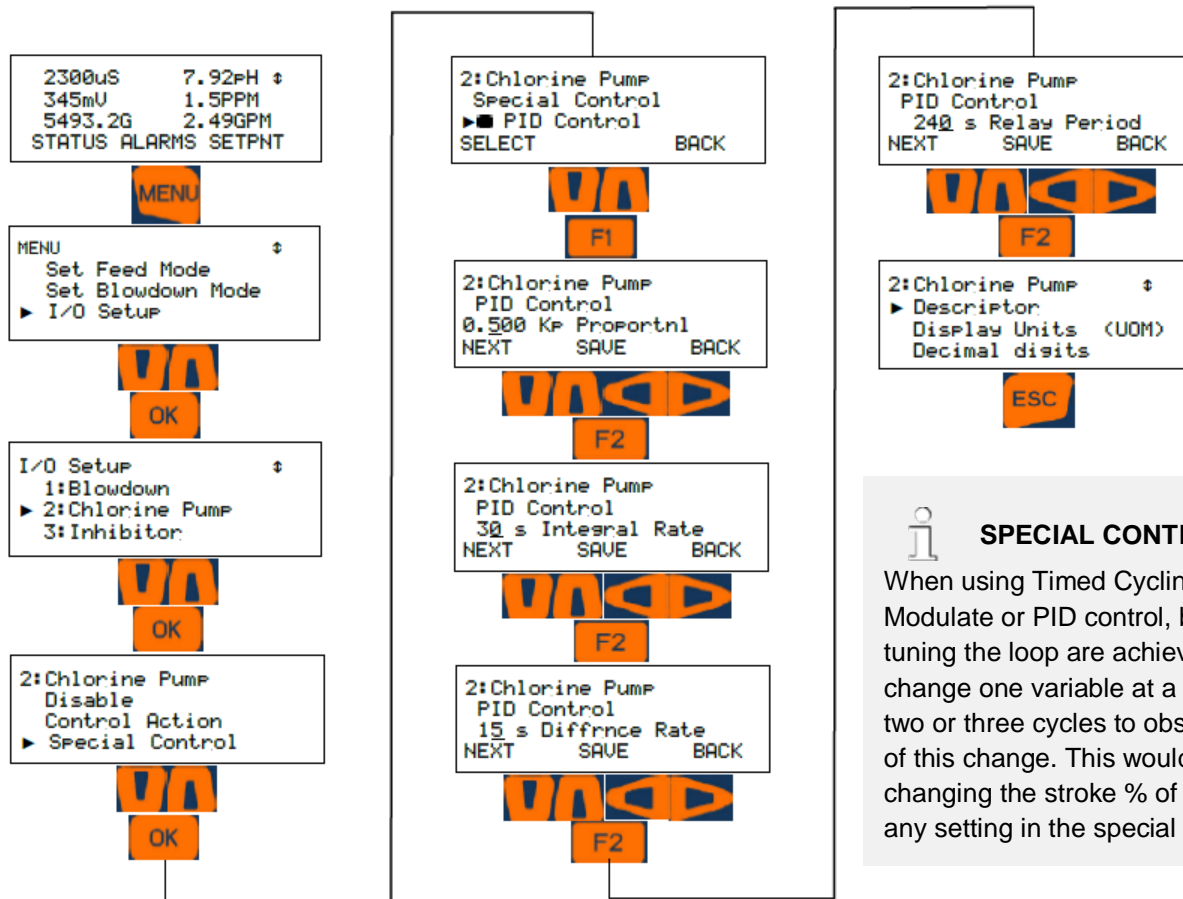 2300uS 7.92pH ↕
345mV 1.5PPM
5493.2G 2.49GPM
STATUS ALARMS SETPNT
MENU
MENU ↕
Set Feed Mode
Set Blowdown Mode
► I/O Setup
OK
I/O Setup ↕
1:Blowdown
► 2:Chlorine Pump
3:Inhibitor
OK
2:Chlorine Pump
Disable
Control Action
► Special Control
OK
2:Chlorine Pump
Special Control
►■ PID Control
SELECT BACK
F1
2:Chlorine Pump
PID Control
0.500 Kp Proportnl
NEXT SAVE BACK
F2
2:Chlorine Pump
PID Control
30 s Integral Rate
NEXT SAVE BACK
F2
2:Chlorine Pump
PID Control
15 s Diffrnce Rate
NEXT SAVE BACK
F2
2:Chlorine Pump
PID Control
240 s Relay Period
NEXT SAVE BACK
F2
2:Chlorine Pump ↕
► Descriptor
Display Units (UOM)
Decimal digits
ESC
SPECIAL
When using Timed
Modulate or PID control,
tuning the loop are
change one variable at a
two or three cycles to
of this change. This
changing the stroke % of
any setting in the special